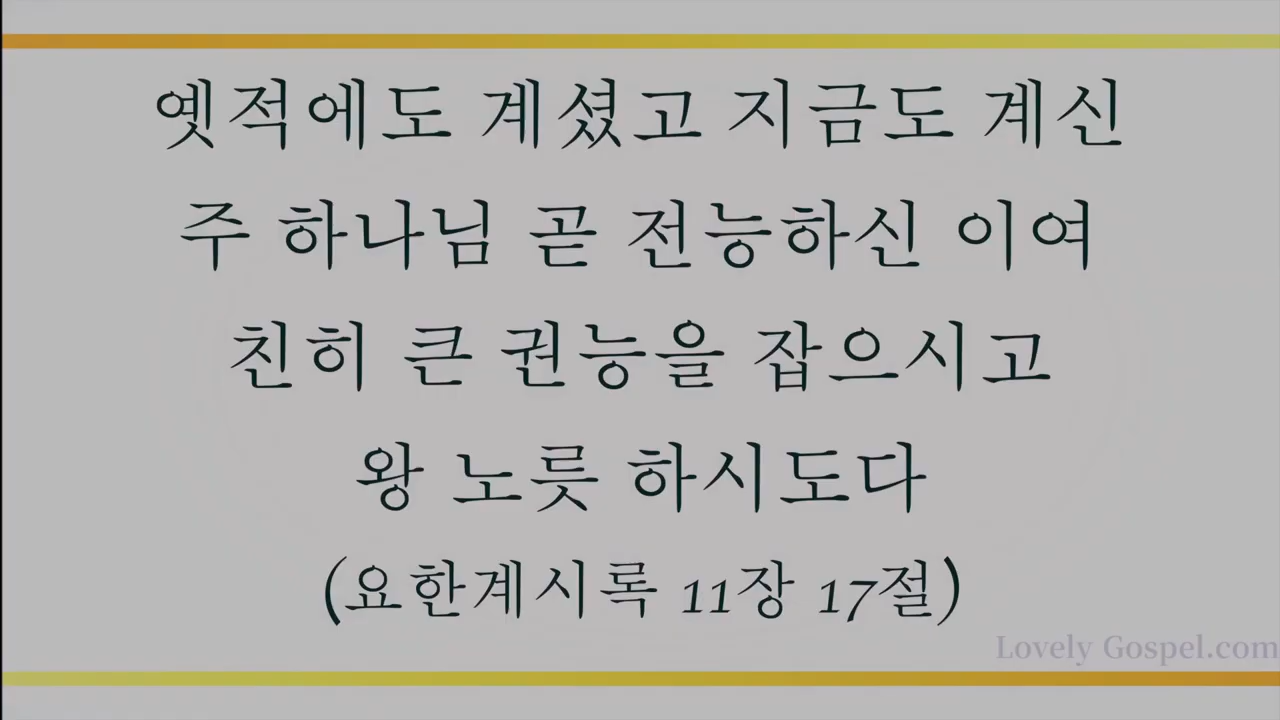 옛적에도 계셨고 지금도 계신
주 하나님 곧 전능하신 이여
친히 큰 권능을 잡으시고
왕 노릇 하시도다
(요한계시록 11장 17절)
Lovely Gospel.com